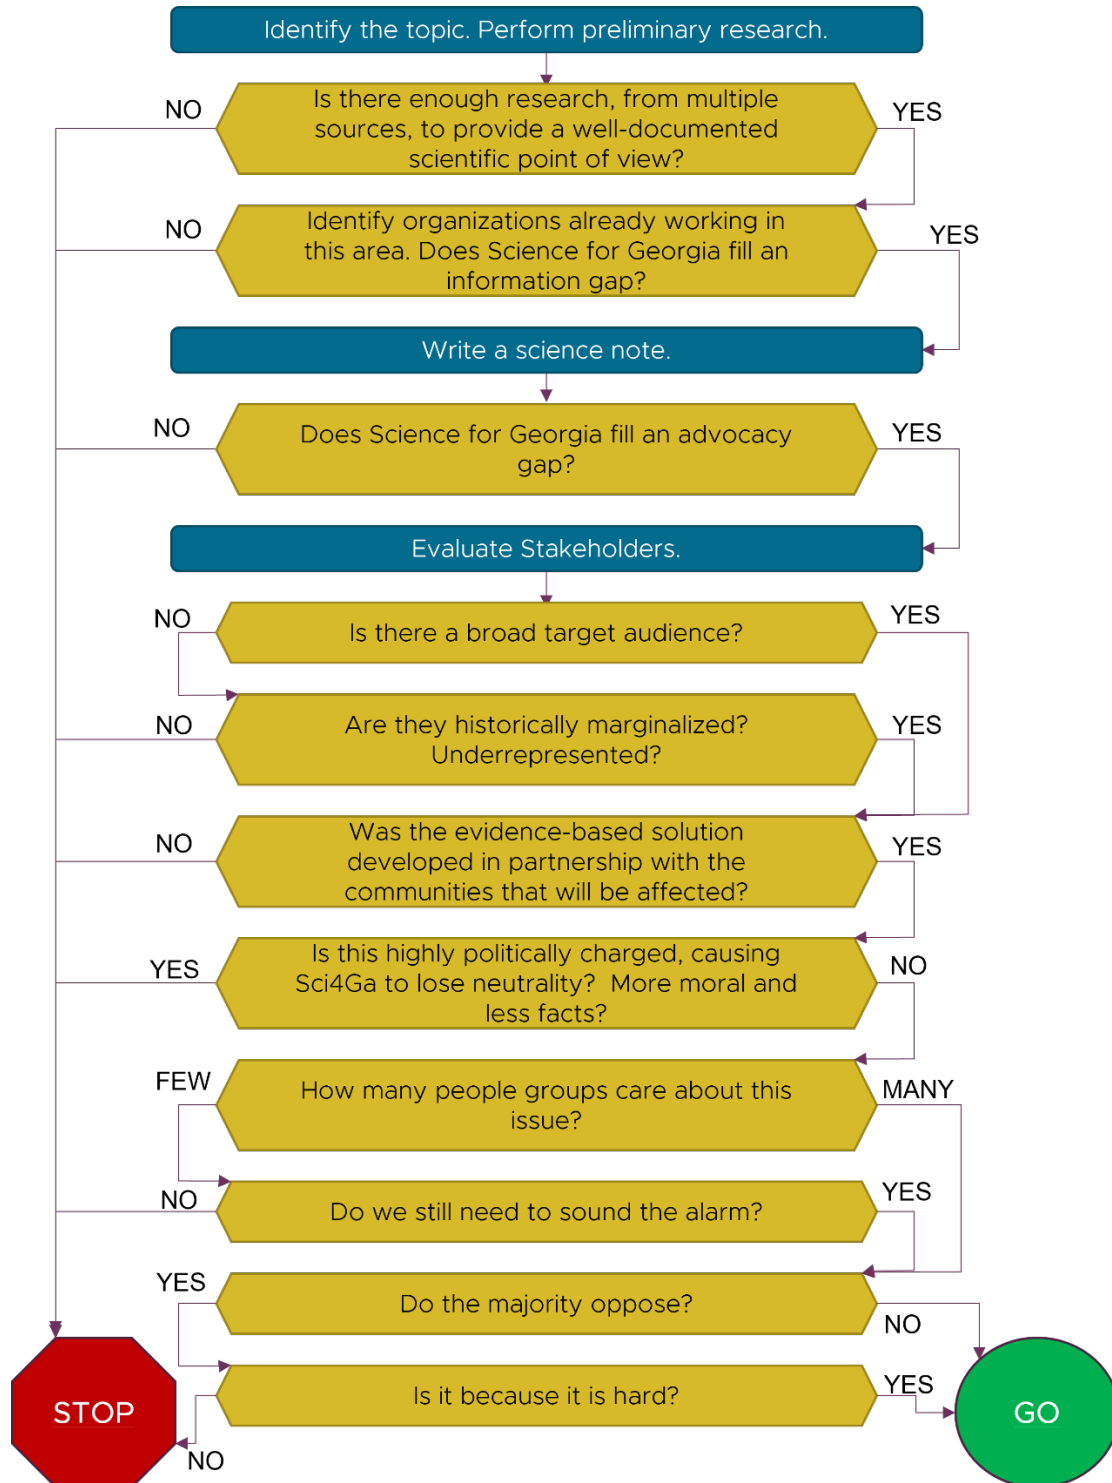 Identify the topic. Perform preliminary research.
NO
Is there enough research, from multiple
sources, to provide a well-documented
scientific point of view?
YES
NO
Identify organizations already working in
this area. Does Science for Georgia fill an
information gap?
YES
Write a science note.
NO
Does Science for Georgia fill an advocacy
gap?
YES
Evaluate Stakeholders.
NO
Is there a broad target audience?
YES
NO
Are they historically marginalized?
Underrepresented?
YES
NO
Was the evidence-based solution
developed in partnership with the
communities that will be affected?
YES
YES
Is this highly politically charged, causing
Sci4Ga to lose neutrality? More moral and
less facts?
NO
FEW
How many people groups care about this
issue?
MANY
NO
Do we still need to sound the alarm?
YES
YES
Do the majority oppose?
NO
Is it because it is hard?
YES
NO
STOP
GO